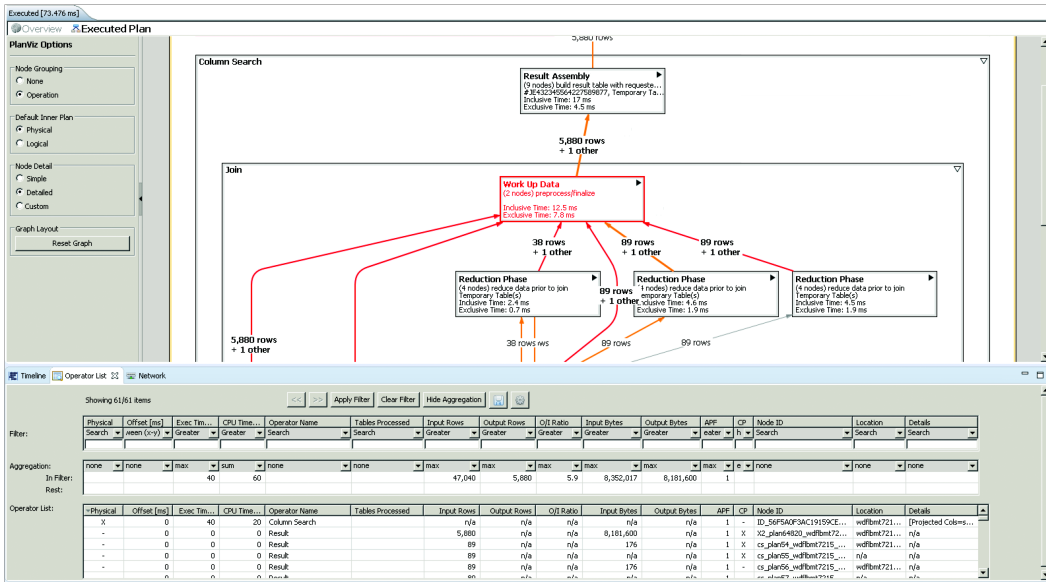 Executed [73.476 ms]
Overview Executed Plan
PlanViz Options
Node Grouping
None
Operation
Default Inner Plan
Physical
Logical
Node Detail
Simple
Detailed
Custom
Graph Layout
Reset Graph
5,880 rows
Column Search
Result Assembly
(9 nodes) build result table with requeste...
#JE432345564227589877, Temporary Ta...
Inclusive Time: 17 ms
Exclusive Time: 4.5 ms
5,880 rows
+ 1 other
Join
Work Up Data
(2 nodes) preprocess/finalize
Inclusive Time: 12.5 ms
Exclusive Time: 7.8 ms
38 rows
+ 1 other
89 rows
+ 1 other
89 rows
+ 1 other
Reduction Phase
(4 nodes) reduce data prior to join
Temporary Table(s)
Inclusive Time: 2.4 ms
Exclusive Time: 0.7 ms
89 rows
+ 1 other
Reduction Phase
nodes) reduce data prior to join
emporary Table(s)
Inclusive Time: 4.6 ms
Exclusive Time: 1.9 ms
Reduction Phase
(4 nodes) reduce data prior to join
Temporary Table(s)
Inclusive Time: 4.5 ms
Exclusive Time: 1.9 ms
5,880 rows
+ 1 other
38 rows
89 rows
89 rows
Timeline Operator List Network
Showing 61/61 items << >> Apply Filter Clear Filter Hide Aggregation
Physical Offset [ms] Exec Tim... CPU Time... Operator Name Tables Processed Input Rows Output Rows O/I Ratio Input Bytes Output Bytes APF CP Node ID Location Details
Filter: Search ween (x-y) Greater Greater Search Search Greater Greater Greater Greater Greater eater h Search Search Search
Aggregation: none none max sum none none max max max max max max e none none none
In Filter: 40 60 47,040 5,880 5.9 8,352,017 8,181,600 1
Rest:
Operator List: Physical Offset [ms] Exec Tim... CPU Time... Operator Name Tables Processed Input Rows Output Rows O/I Ratio Input Bytes Output Bytes APF CP Node ID Location Details
X 0 40 20 Column Search n/a n/a n/a n/a n/a 1 - ID_56F5A0F3AC19159CE... wdflbmt721... [Projected Cols=s...
- 0 0 0 Result 5,880 n/a n/a 8,181,600 n/a 1 X X2_plan64820_wdflbmt72... wdflbmt721... n/a
- 0 0 0 Result 89 n/a n/a 176 n/a 1 X cs_plan54_wdflbmt7215_... wdflbmt721... n/a
- 0 0 0 Result 89 n/a n/a n/a n/a 1 X cs_plan55_wdflbmt7215_... n/a n/a
- 0 0 0 Result 89 n/a n/a 176 n/a 1 - cs_plan56_wdflbmt7215_... wdflbmt721... n/a